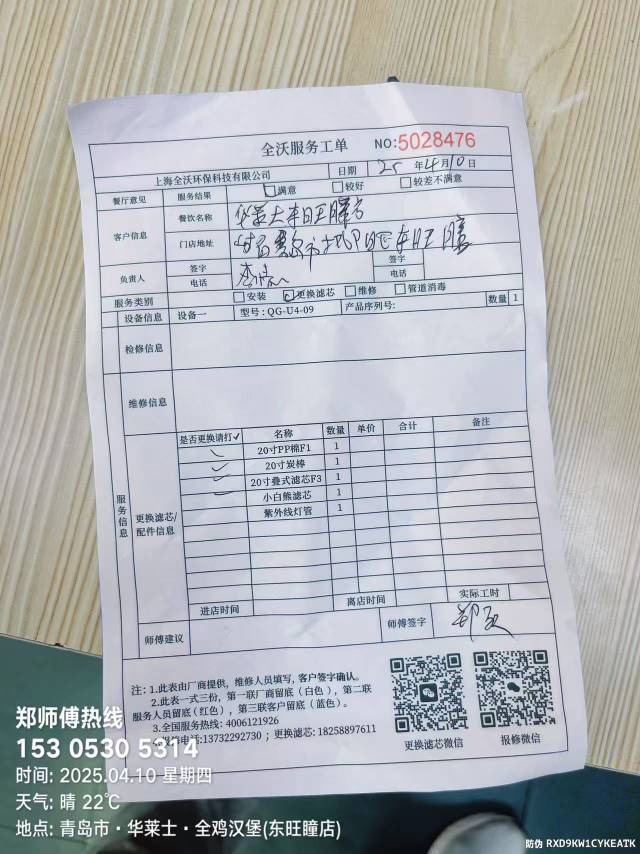 全沃服务工单 NO:5028476
上海全沃环保科技有限公司 日期 25年4月10日
餐厅意见 服务结果 满意 较好 较差不满意
客户信息 餐饮名称
门店地址
负责人 签字 签字
电话 电话
服务类别 安装 更换滤芯 维修 管道消毒
设备信息 设备一 型号:QG-U4-09 产品序列号: 数量 1
检修信息
维修信息
服务信息
更换滤芯/配件信息
是否更换请打✓ 名称 数量 单价 合计 备注
✓ 20寸PP棉F1 1
✓ 20寸炭棒 1
✓ 20寸叠式滤芯F3 1
✓ 小白熊滤芯 1
紫外线灯管 1
进店时间 离店时间 实际工时
师傅建议 师傅签字
注:1.此表由厂商提供,维修人员填写,客户签字确认。
2.此表一式三份,第一联厂商留底(白色),第二联
服务人员留底(红色),第三联客户留底(蓝色)。
3.全国服务热线:4006121926
电话:13732292730;更换滤芯:18258897611
更换滤芯微信 报修微信
郑师傅热线
153 0530 5314
时间: 2025.04.10 星期四
天气: 晴 22℃
地点: 青岛市·华莱士·全鸡汉堡(东旺疃店)
防伪 RXD9KW1CYKEATK